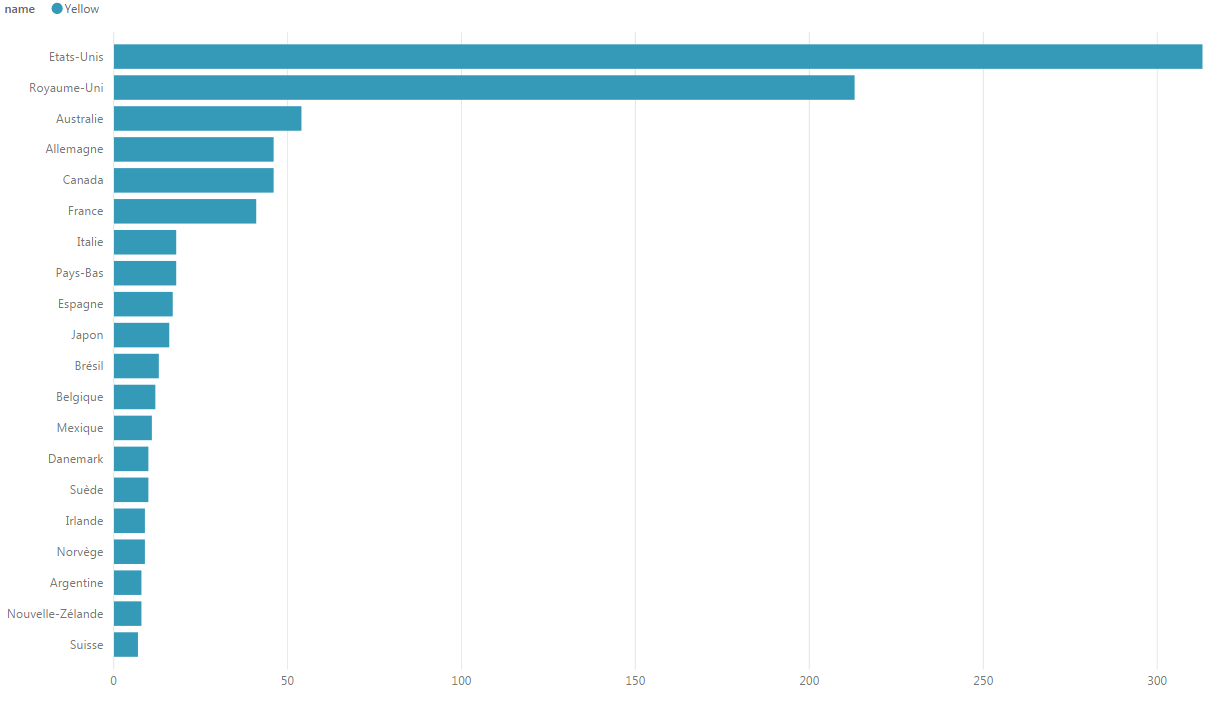 name Yellow
Etats-Unis
Royaume-Uni
Australie
Allemagne
Canada
France
Italie
Pays-Bas
Espagne
Japon
Brésil
Belgique
Mexique
Danemark
Suède
Irlande
Norvège
Argentine
Nouvelle-Zélande
Suisse
0 50 100 150 200 250 300